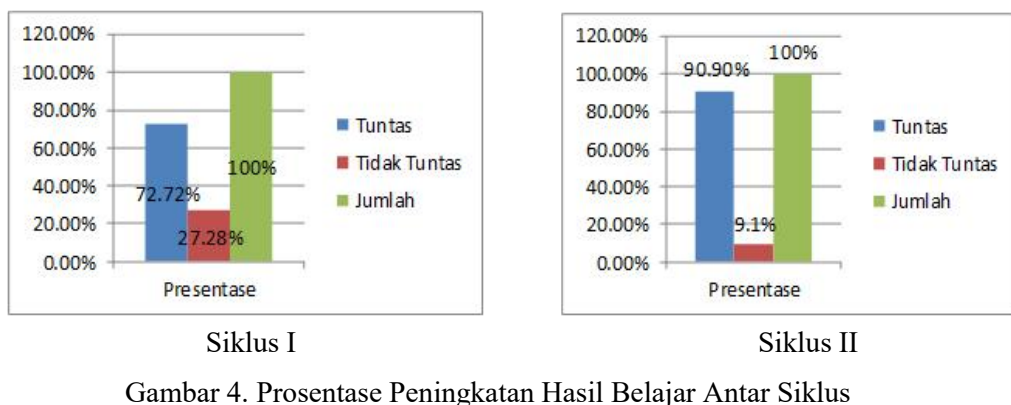 120.00%
100.00%
80.00%
60.00%
40.00%
20.00%
0.00%
72.72%
27.28%
100%
Presentase
Tuntas
Tidak Tuntas
Jumlah
Siklus I
120.00%
100.00%
80.00%
60.00%
40.00%
20.00%
0.00%
90.90%
9.1%
100%
Presentase
Tuntas
Tidak Tuntas
Jumlah
Siklus II
Gambar 4. Prosentase Peningkatan Hasil Belajar Antar Siklus